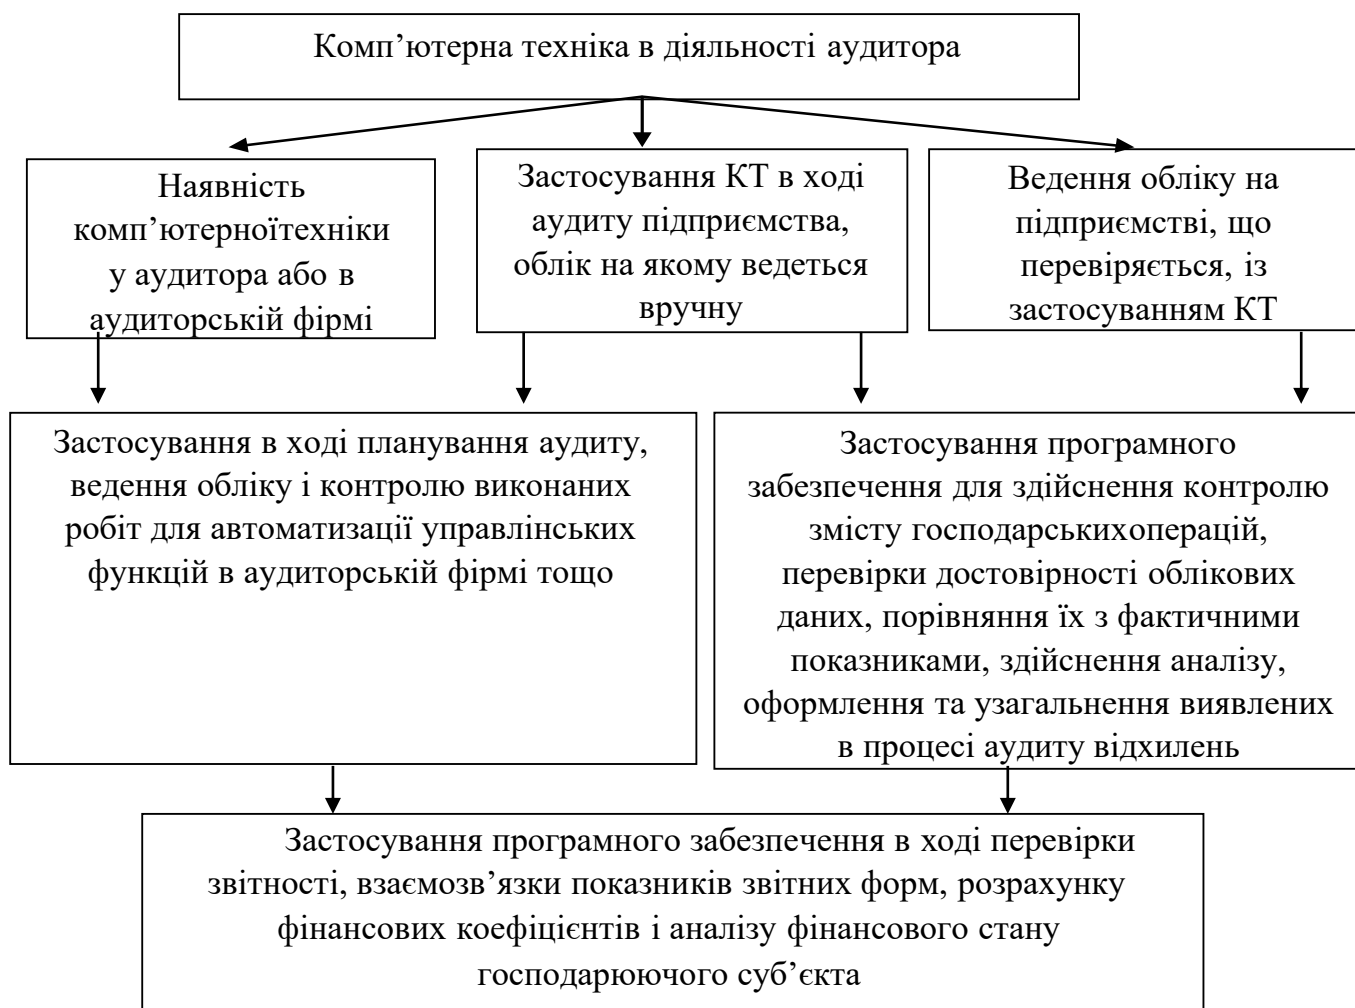 Комп’ютерна техніка в діяльності аудитора
Наявність
комп’ютерноїтехніки
у аудитора або в
аудиторській фірмі
Застосування КТ в ході
аудиту підприємства,
облік на якому ведеться
вручну
Ведення обліку на
підприємстві, що
перевіряється, із
застосуванням КТ
Застосування в ході планування аудиту,
ведення обліку і контролю виконаних
робіт для автоматизації управлінських
функцій в аудиторській фірмі тощо
Застосування програмного
забезпечення для здійснення контролю
змісту господарськихоперацій,
перевірки достовірності облікових
даних, порівняння їх з фактичними
показниками, здійснення аналізу,
оформлення та узагальнення виявлених
в процесі аудиту відхилень
Застосування програмного забезпечення в ході перевірки
звітності, взаємозв’язки показників звітних форм, розрахунку
фінансових коефіцієнтів і аналізу фінансового стану
господарюючого суб’єкта